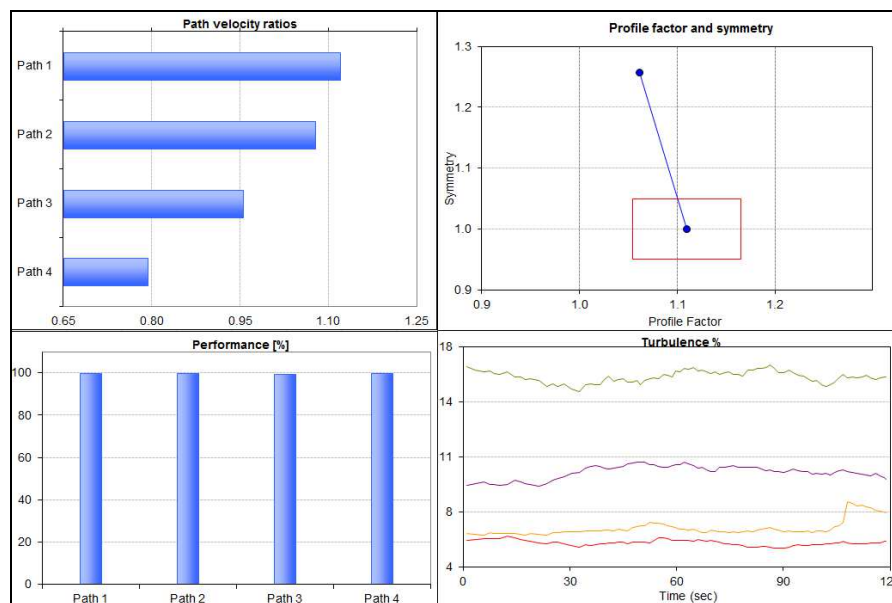 Path velocity ratios
Path 1
Path 2
Path 3
Path 4
0.65 0.80 0.95 1.10 1.25
Profile factor and symmetry
1.3
1.2
1.1
1.0
0.9
Symmetry
0.9 1.0 1.1 1.2
Profile Factor
Performance [%]
100
80
60
40
20
0
Path 1 Path 2 Path 3 Path 4
Turbulence %
18
14
11
8
4
0 30 60 90 12
Time (sec)